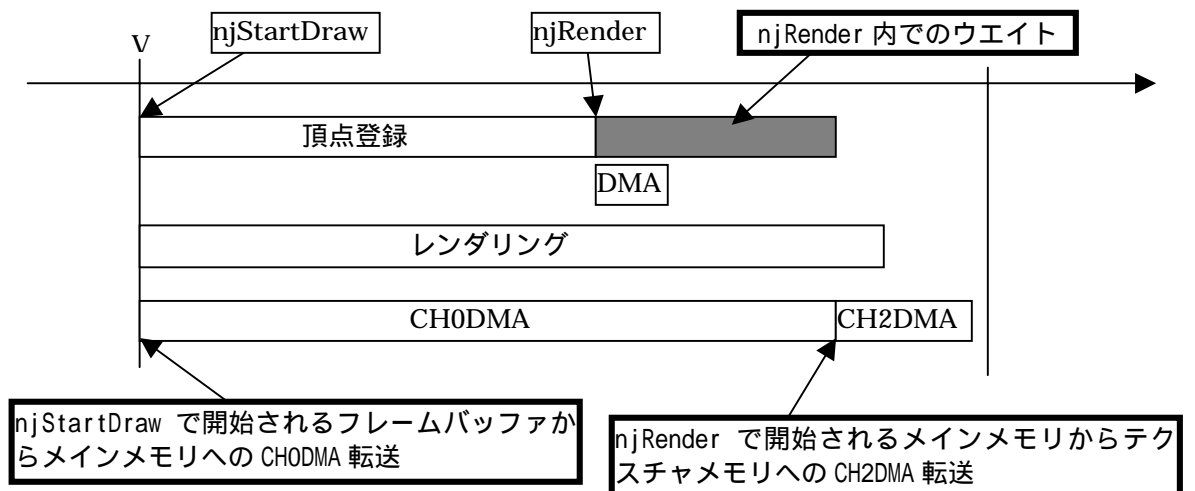 V
njStartDraw
njRender
njRender 内でのウエイト
頂点登録
DMA
レンダリング
CH0DMA
CH2DMA
njStartDraw で開始されるフレームバッファか
らメインメモリへの CH0DMA 転送
njRender で開始されるメインメモリからテク
スチャメモリへの CH2DMA 転送